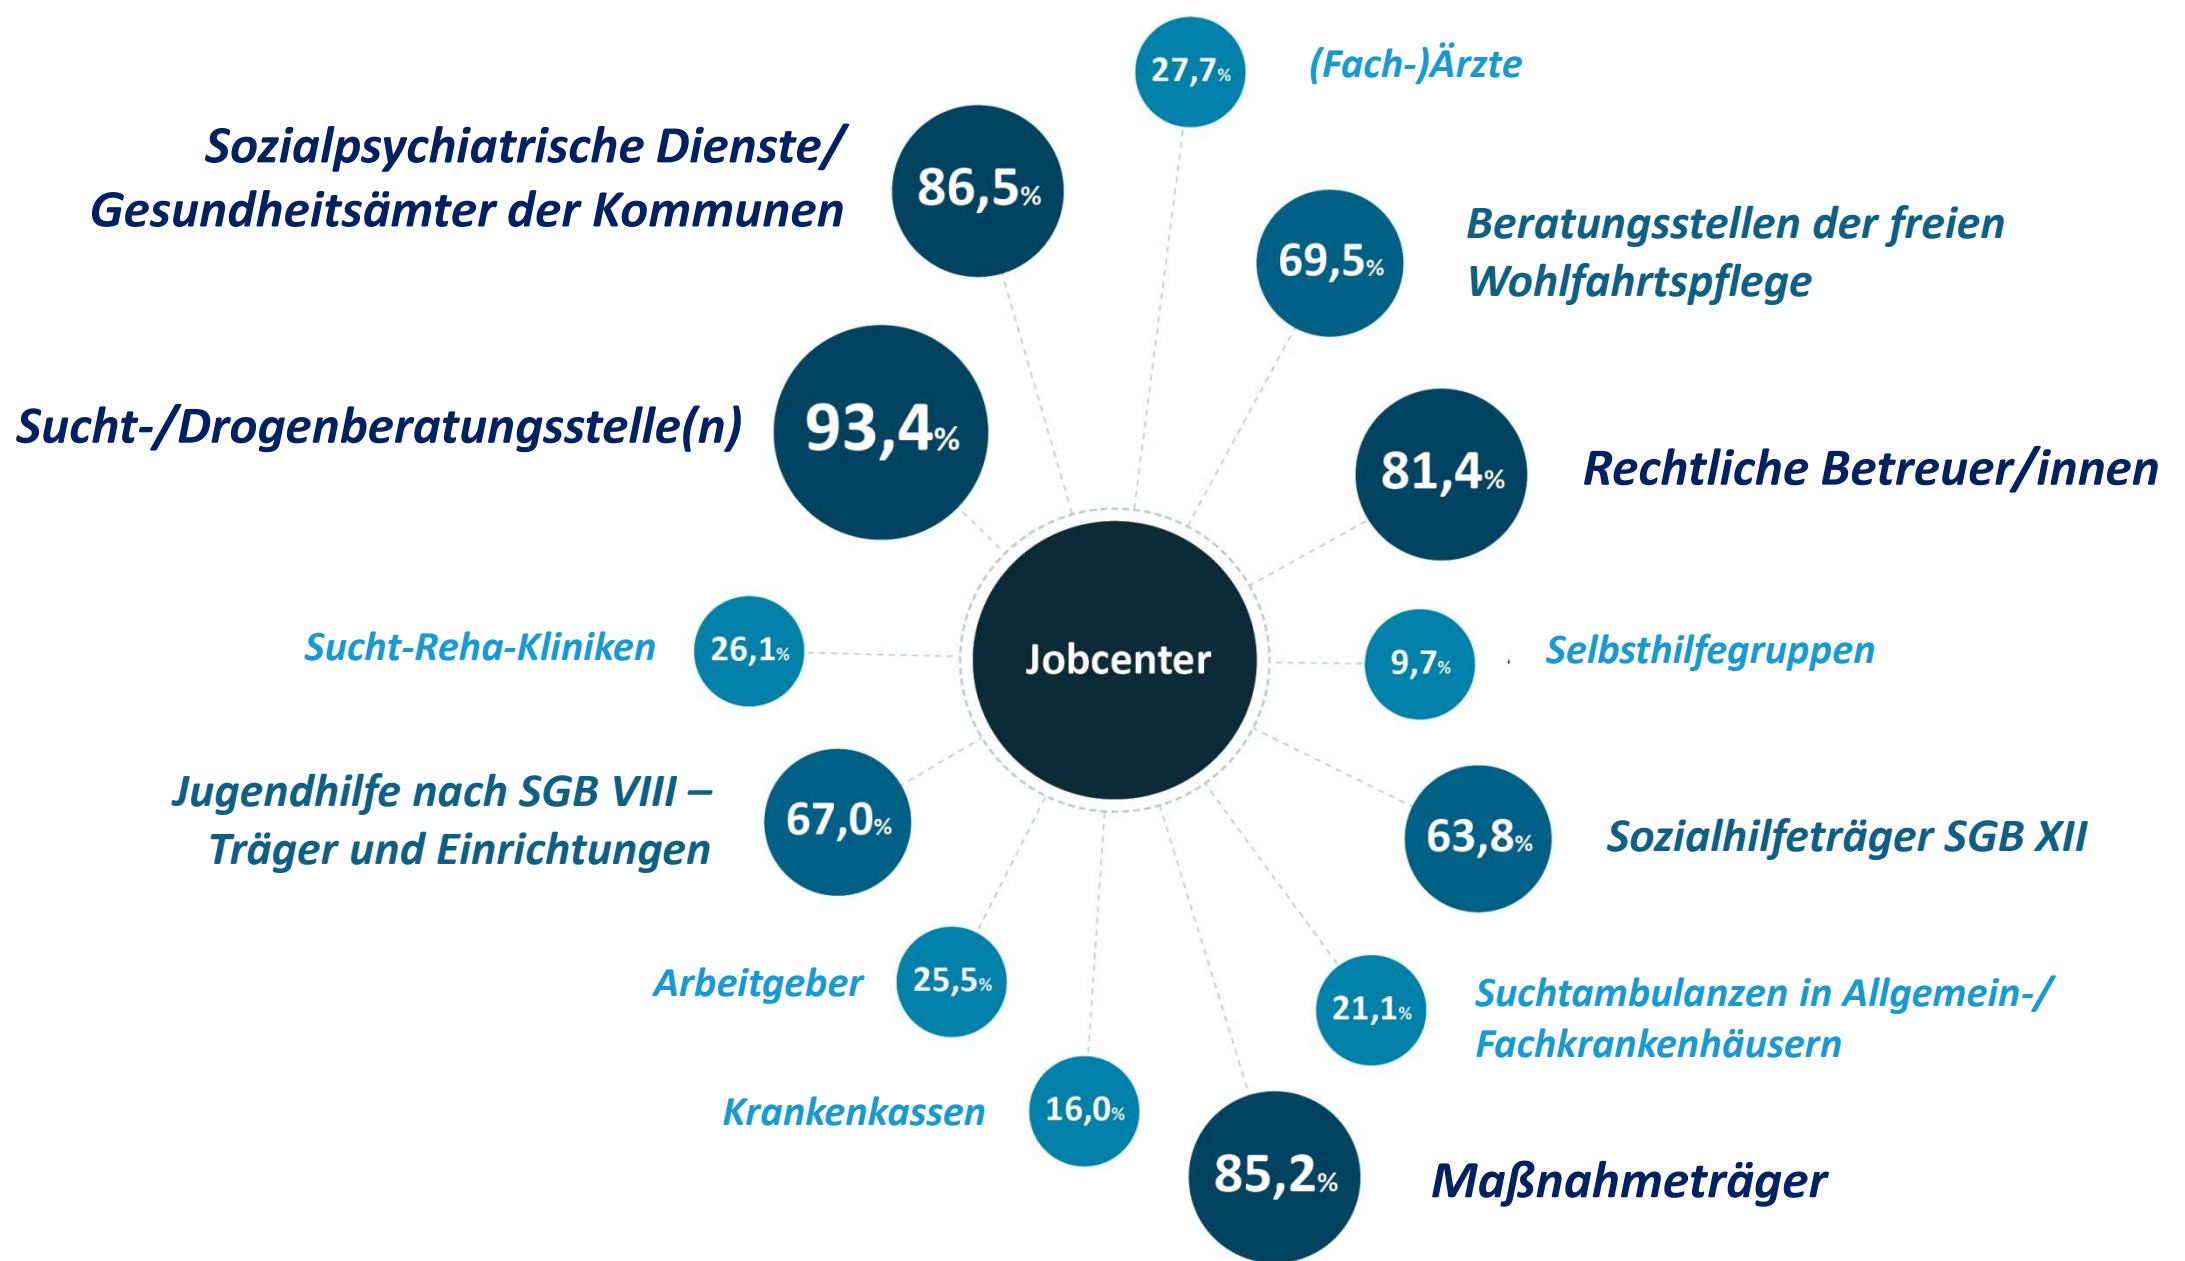 27,7%
(Fach-)Ärzte
Sozialpsychiatrische Dienste/
Gesundheitsämter der Kommunen
86,5%
69,5%
Beratungsstellen der freien
Wohlfahrtspflege
Sucht-/Drogenberatungsstelle(n)
93,4%
81,4%
Rechtliche Betreuer/innen
Sucht-Reha-Kliniken
26,1%
Jobcenter
9,7%
Selbsthilfegruppen
Jugendhilfe nach SGB VIII –
Träger und Einrichtungen
67,0%
63,8%
Sozialhilfeträger SGB XII
Arbeitgeber
25,5%
21,1%
Suchtambulanzen in Allgemein-/
Fachkrankenhäusern
Krankenkassen
16,0%
85,2%
Maßnahmeträger